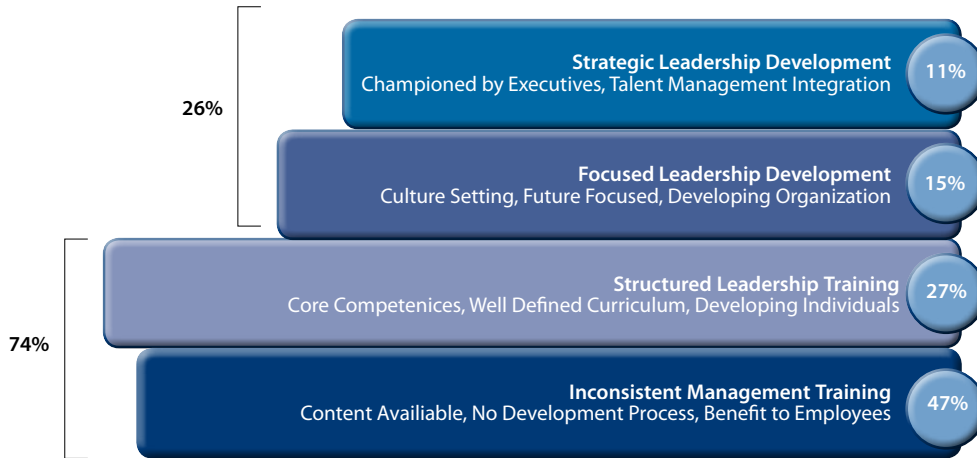 26%
Strategic Leadership Development
Championed by Executives, Talent Management Integration
11%
Focused Leadership Development
Culture Setting, Future Focused, Developing Organization
15%
74%
Structured Leadership Training
Core Competenices, Well Defined Curriculum, Developing Individuals
27%
Inconsistent Management Training
Content Availiable, No Development Process, Benefit to Employees
47%